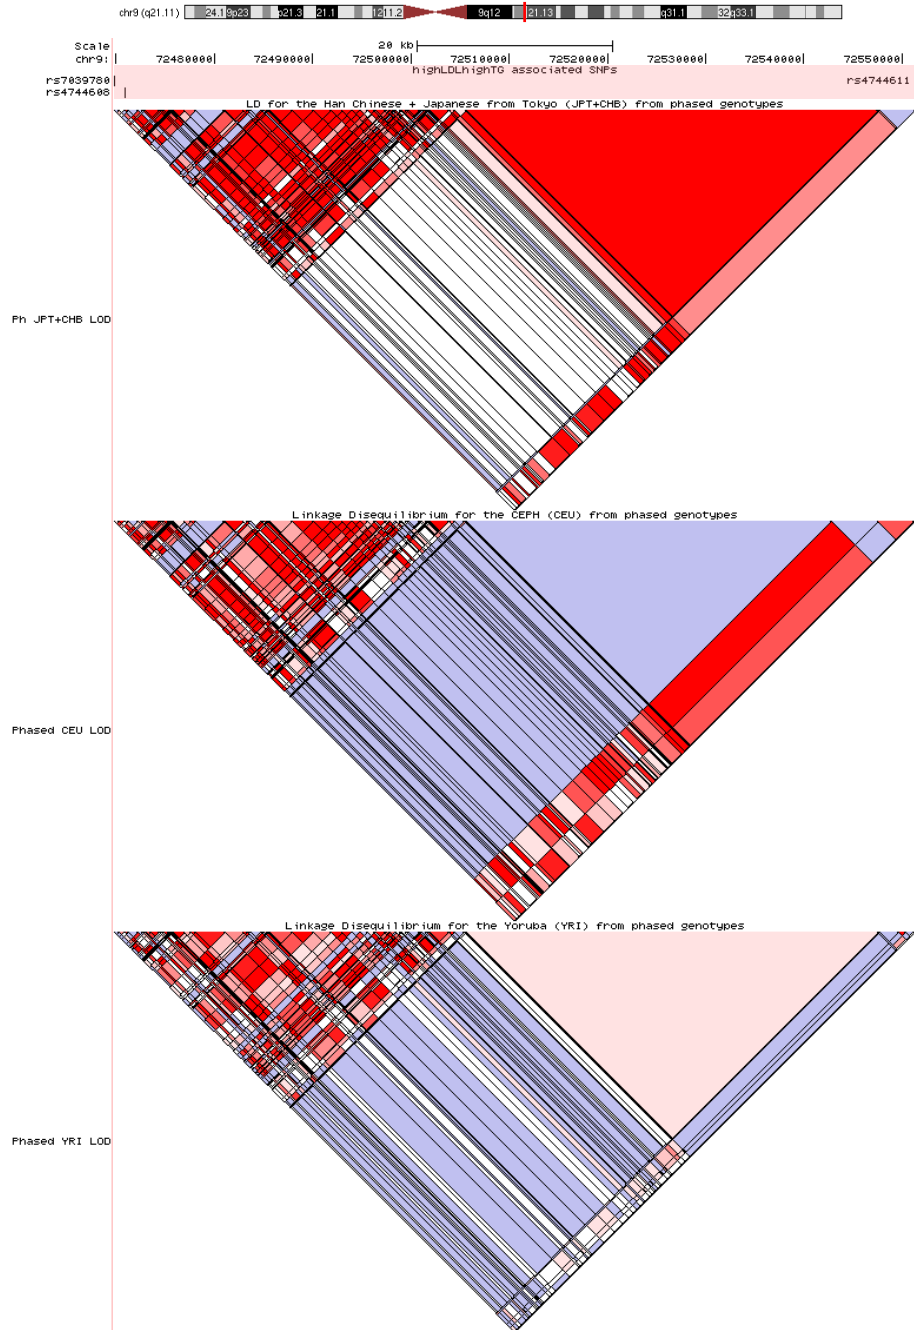 chr9 (q21.11) 24.1 9p23 p21.3 21.1 12 11.2 9q12 21.13 q31.1 32 q33.1
Scale 20 kb
chr9: 72480000 72490000 72500000 72510000 72520000 72530000 72540000 72550000
highLDLhighTG associated SNPs
rs7039780 rs4744611
rs4744608
LD for the Han Chinese + Japanese from Tokyo (JPT+CHB) from phased genotypes
Ph JPT+CHB LOD
Linkage Disequilibrium for the CEPH (CEU) from phased genotypes
Phased CEU LOD
Linkage Disequilibrium for the Yoruba (YRI) from phased genotypes
Phased YRI LOD